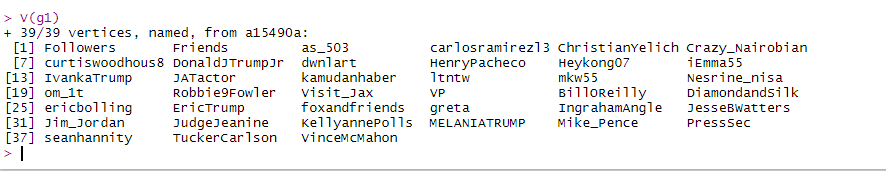 > V(g1)
+ 39/39 vertices, named, from a15490a:
[1] Followers Friends as_503 carlosramirezl3 ChristianYelich Crazy_Nairobian
[7] curtiswoodhous8 DonaldJTrumpJr dwnlart HenryPacheco Heykong07 iEmma55
[13] IvankaTrump JATactor kamudanhaber ltntw mkw55 Nesrine_nisa
[19] om_1t Robbie9Fowler Visit_Jax VP BillOReilly DiamondandSilk
[25] ericbolling EricTrump foxandfriends greta IngrahamAngle JesseBWatters
[31] Jim_Jordan JudgeJeanine KellyannePolls MELANIATRUMP Mike_Pence PressSec
[37] seanhannity TuckerCarlson VinceMcMahon
>